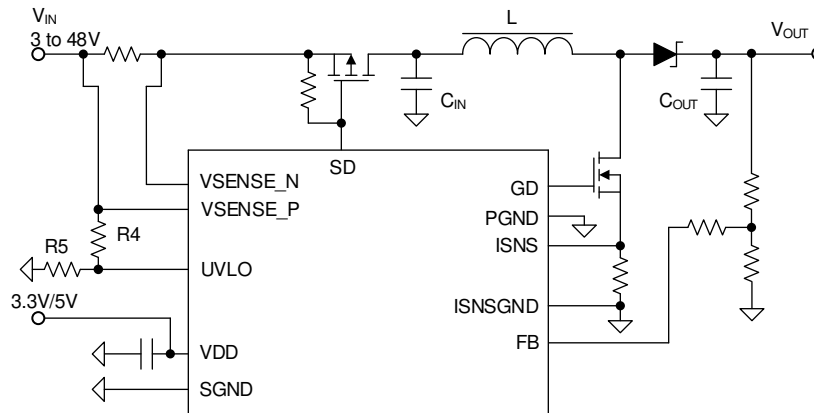 VIN
3 to 48V
L
VOUT
CIN
COUT
SD
VSENSE_N
VSENSE_P
R4
R5
UVLO
3.3V/5V
VDD
SGND
GD
PGND
ISNS
ISNSGND
FB